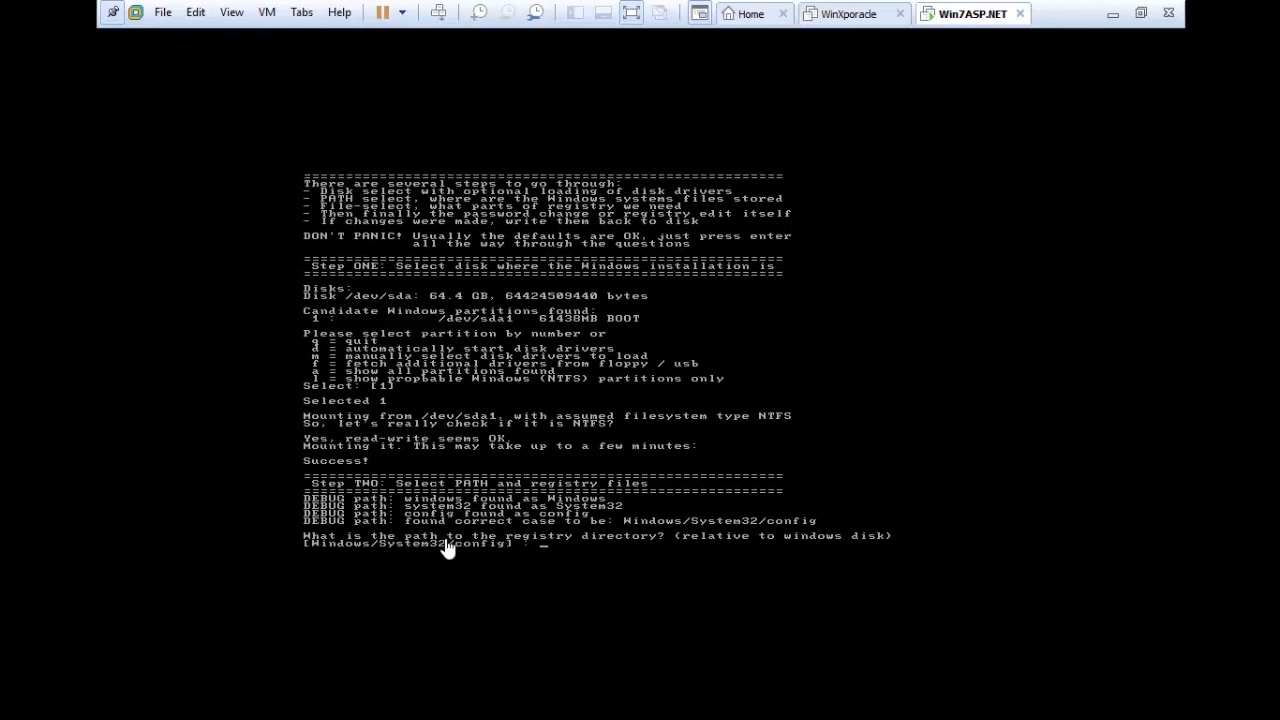 File Edit View VM Tabs Help
Home
WinXporacle
Win7ASP.NET
There are several steps to go through:
- Disk select with optional loading of disk drivers
- PATH select, where are the Windows systems files stored
- File-select, what parts of registry we need
- Then finally the password change or registry edit itself
- If changes were made, write them back to disk
DON'T PANIC! Usually the defaults are OK, just press enter
all the way through the questions
Step ONE: Select disk where the Windows installation is
Disks:
Disk /dev/sda: 64.4 GB, 64424509440 bytes
Candidate Windows partitions found:
1 : /dev/sda1 61438MB BOOT
Please select partition by number or
q = quit
d = automatically start disk drivers
m = manually select disk drivers to load
f = fetch additional drivers from floppy / usb
a = show all partitions found
l = show propbable Windows (NTFS) partitions only
Select: [1]
Selected 1
Mounting from /dev/sda1, with assumed filesystem type NTFS
So, let's really check if it is NTFS?
Yes, read-write seems OK.
Mounting it. This may take up to a few minutes:
Success!
Step TWO: Select PATH and registry files
DEBUG path: windows found as Windows
DEBUG path: system32 found as System32
DEBUG path: config found as config
DEBUG path: found correct case to be: Windows/System32/config
What is the path to the registry directory? (relative to windows disk)
[Windows/System32/config] : _